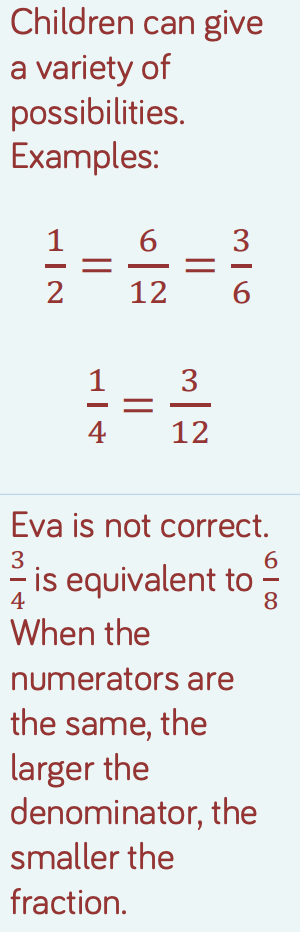 Children can give
a variety of
possibilities.
Examples:
1/2 = 6/12 = 3/6
1/4 = 3/12
Eva is not correct.
3/4 is equivalent to 6/8
When the
numerators are
the same, the
larger the
denominator, the
smaller the
fraction.